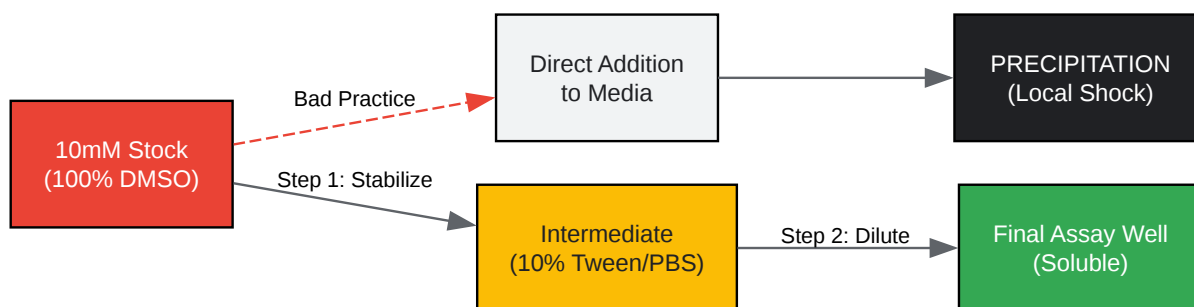 Direct Addition
to Media
PRECIPITATION
(Local Shock)
Bad Practice
10mM Stock
(100% DMSO)
Step 1: Stabilize
Intermediate
(10% Tween/PBS)
Step 2: Dilute
Final Assay Well
(Soluble)